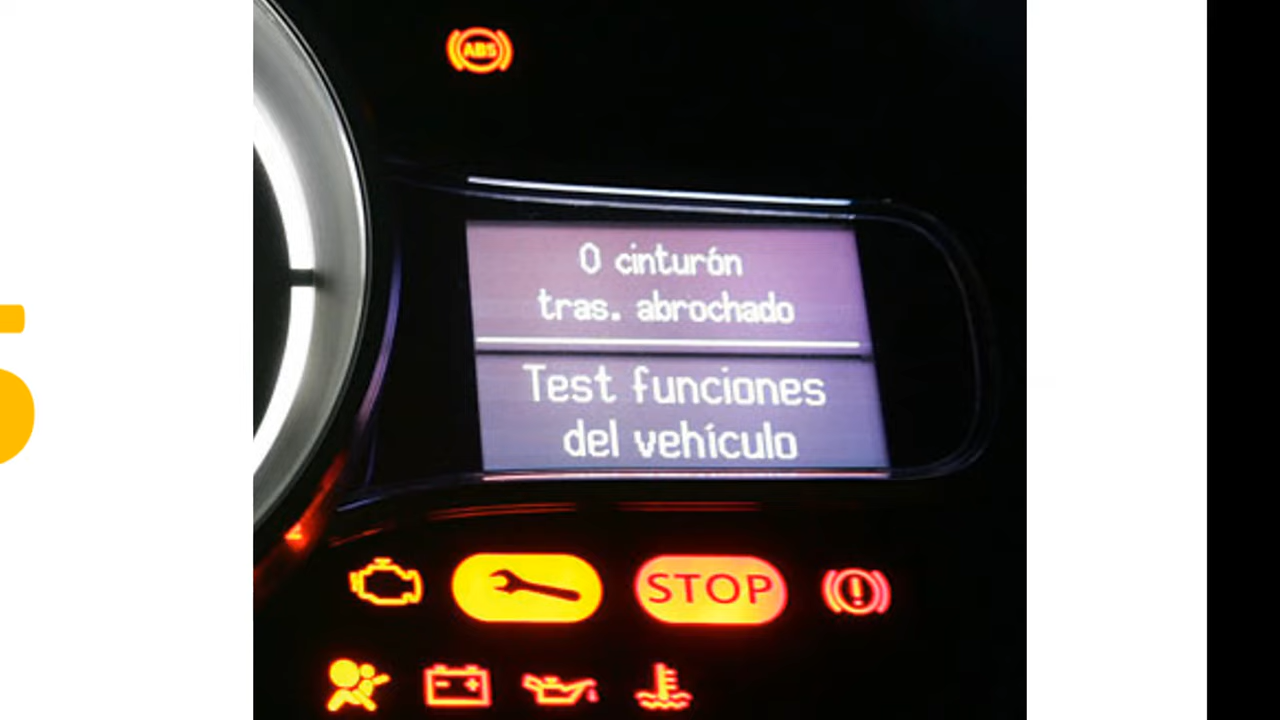 ABS
0 cinturón
tras. abrochado
Test funciones
del vehículo
STOP